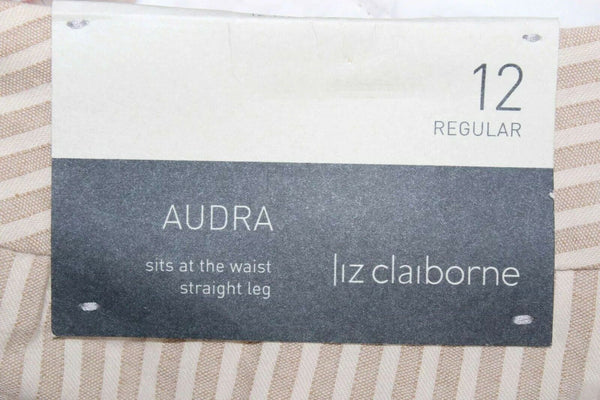 12
REGULAR
AUDRA
sits at the waist
straight leg
liz claiborne